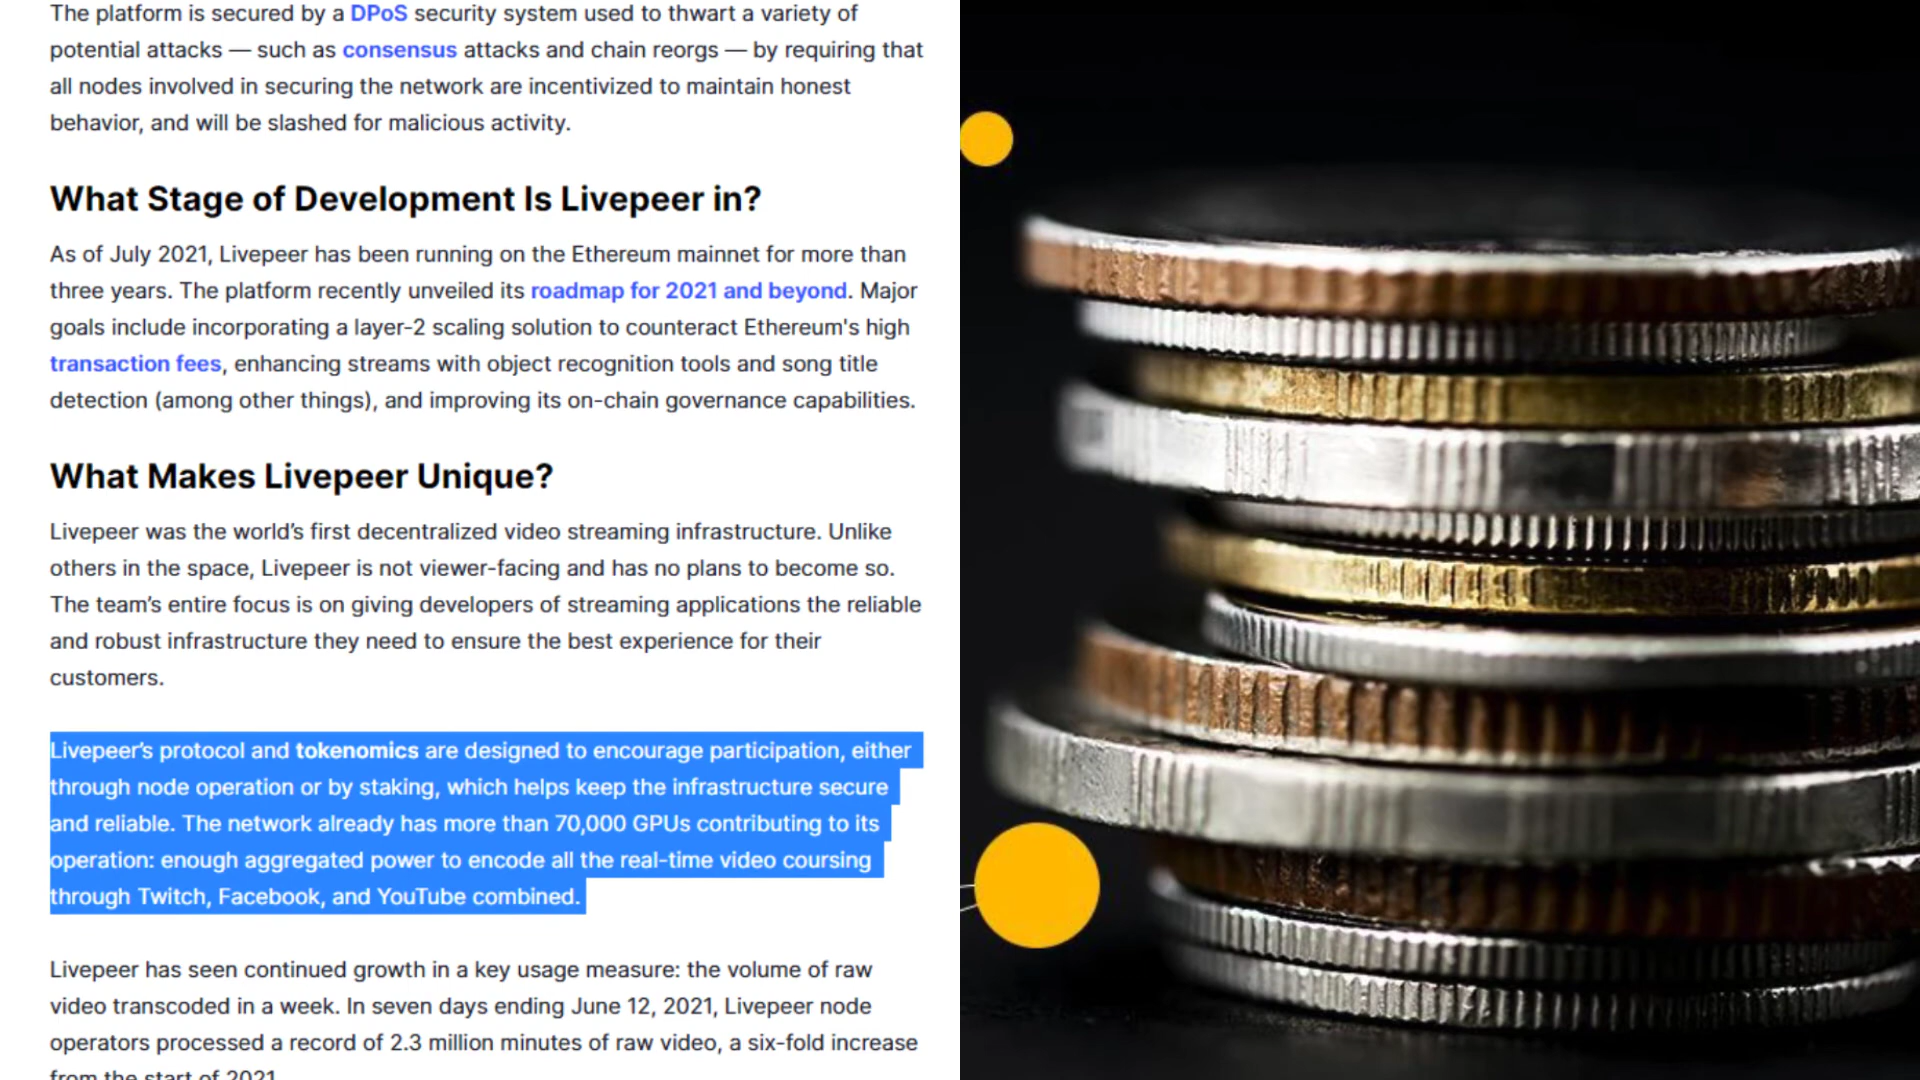 The platform is secured by a DPoS security system used to thwart a variety of
potential attacks — such as consensus attacks and chain reorgs — by requiring that
all nodes involved in securing the network are incentivized to maintain honest
behavior, and will be slashed for malicious activity.
What Stage of Development Is Livepeer in?
As of July 2021, Livepeer has been running on the Ethereum mainnet for more than
three years. The platform recently unveiled its roadmap for 2021 and beyond. Major
goals include incorporating a layer-2 scaling solution to counteract Ethereum's high
transaction fees, enhancing streams with object recognition tools and song title
detection (among other things), and improving its on-chain governance capabilities.
What Makes Livepeer Unique?
Livepeer was the world’s first decentralized video streaming infrastructure. Unlike
others in the space, Livepeer is not viewer-facing and has no plans to become so.
The team’s entire focus is on giving developers of streaming applications the reliable
and robust infrastructure they need to ensure the best experience for their
customers.
Livepeer’s protocol and tokenomics are designed to encourage participation, either
through node operation or by staking, which helps keep the infrastructure secure
and reliable. The network already has more than 70,000 GPUs contributing to its
operation: enough aggregated power to encode all the real-time video coursing
through Twitch, Facebook, and YouTube combined.
Livepeer has seen continued growth in a key usage measure: the volume of raw
video transcoded in a week. In seven days ending June 12, 2021, Livepeer node
operators processed a record of 2.3 million minutes of raw video, a six-fold increase
from the start of 2021.